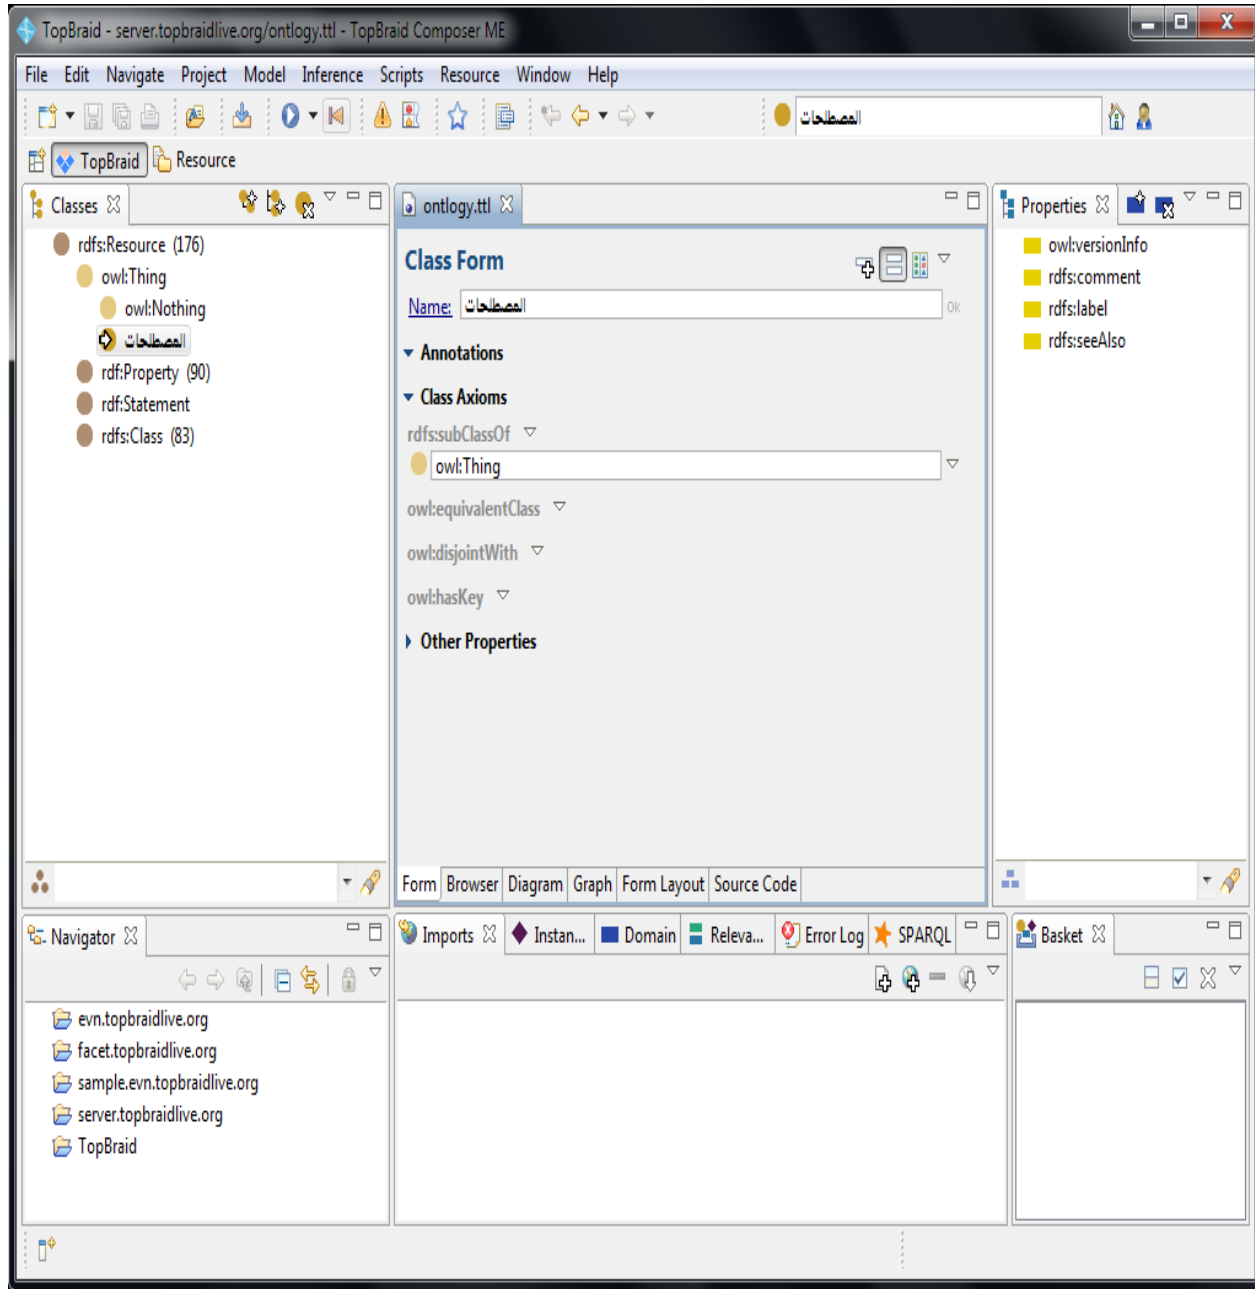 TopBraid - server.topbraidlive.org/ontlogy.ttl - TopBraid Composer ME
File Edit Navigate Project Model Inference Scripts Resource Window Help
المصطلحات
TopBraid Resource
Classes
rdfs:Resource (176)
owl:Thing
owl:Nothing
المصطلحات
rdf:Property (90)
rdf:Statement
rdfs:Class (83)
ontlogy.ttl
Class Form
Name: المصطلحات
Ok
Annotations
Class Axioms
rdfs:subClassOf
owl:Thing
owl:equivalentClass
owl:disjointWith
owl:hasKey
Other Properties
Form Browser Diagram Graph Form Layout Source Code
Properties
owl:versionInfo
rdfs:comment
rdfs:label
rdfs:seeAlso
Navigator
evn.topbraidlive.org
facet.topbraidlive.org
sample.evn.topbraidlive.org
server.topbraidlive.org
TopBraid
Imports Instan... Domain Releva... Error Log SPARQL
Basket